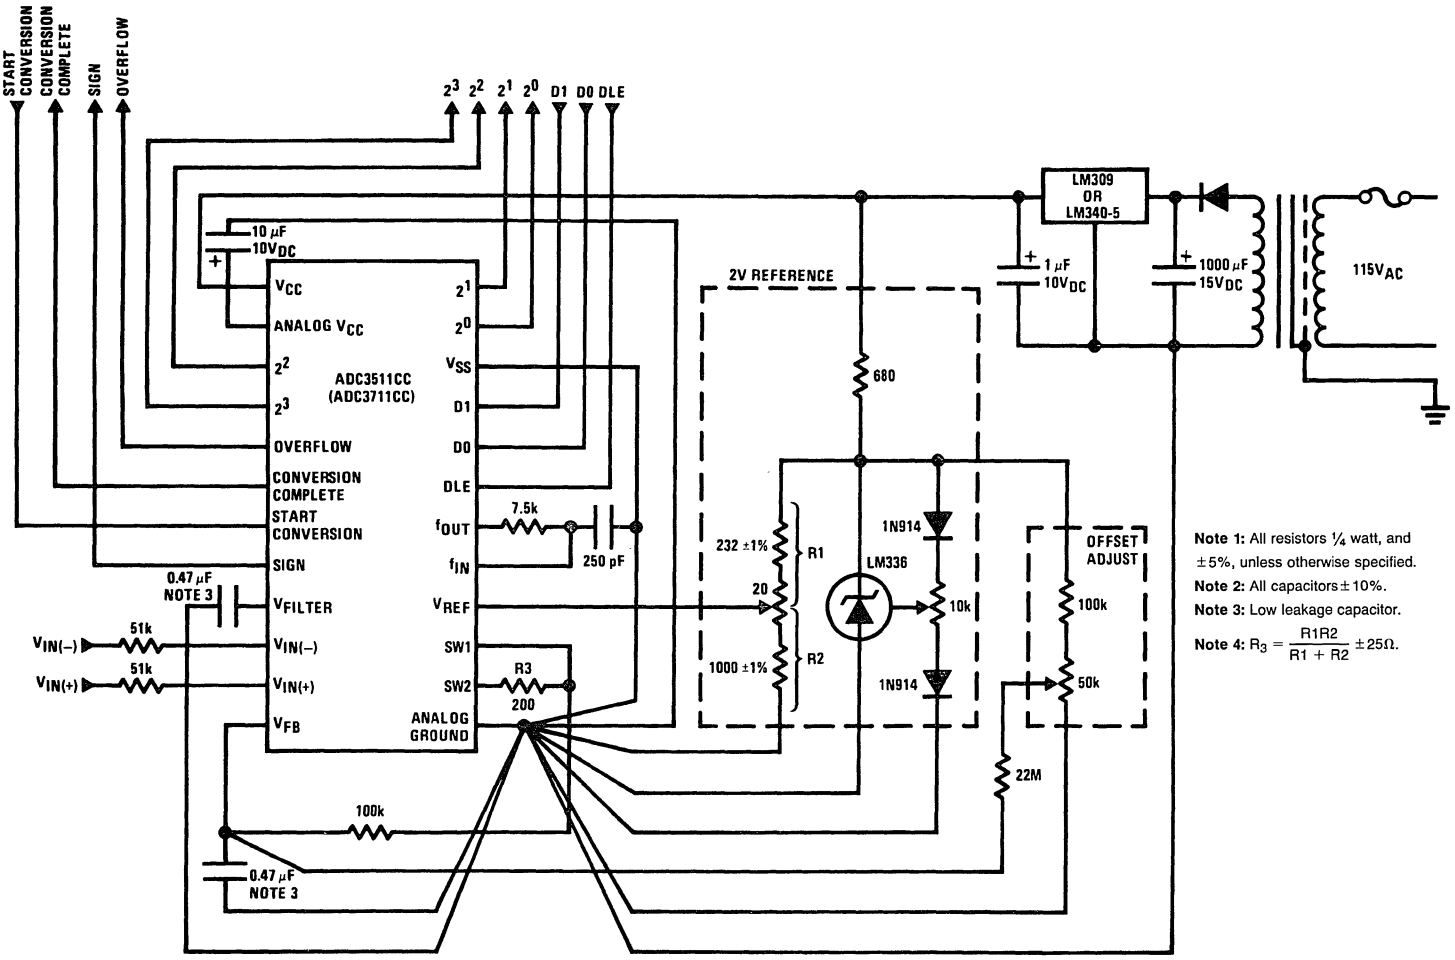 START
CONVERSION
CONVERSION
COMPLETE
SIGN
OVERFLOW
2³ 2² 2¹ 2⁰ D1 D0 DLE
LM309
OR
LM340-5
10 µF
10VDC
+
+
1 µF
10VDC
+
1000 µF
15VDC
115VAC
2V REFERENCE
VCC
ANALOG VCC
2²
2³
OVERFLOW
CONVERSION
COMPLETE
START
CONVERSION
SIGN
VFILTER
VIN(−)
VIN(+)
VFB
ADC3511CC
(ADC3711CC)
2¹
2⁰
VSS
D1
D0
DLE
fOUT
fIN
VREF
SW1
SW2
ANALOG
GROUND
680
7.5k
250 pF
232 ±1%
R1
20
1000 ±1%
R2
1N914
LM336
10k
1N914
OFFSET
ADJUST
100k
50k
22M
0.47 µF
NOTE 3
VIN(−)
51k
VIN(+)
51k
R3
200
100k
0.47 µF
NOTE 3
Note 1: All resistors ¼ watt, and
±5%, unless otherwise specified.
Note 2: All capacitors ±10%.
Note 3: Low leakage capacitor.
Note 4: R₃ = R1R2 / R1 + R2 ±25Ω.